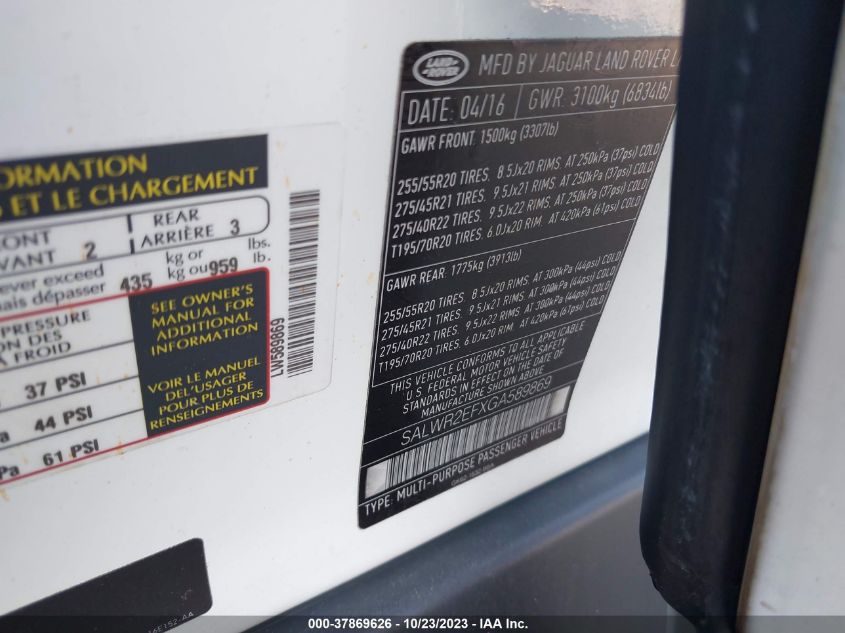 ORMATION
ET LE CHARGEMENT
REAR
2 ARRIÈRE 3
kg or lbs.
ever exceed
ais dépasser 435 kg ou 959 lb.
PRESSURE
ON DES
FROID
37 PSI
44 PSI
61 PSI
SEE OWNER'S
MANUAL FOR
ADDITIONAL
INFORMATION
VOIR LE MANUEL
DEL'USAGER
POUR PLUS DE
RENSEIGNEMENTS
LW589869
LAND ROVER
MFD BY JAGUAR LAND ROVER
DATE: 04/16 GWR: 3100kg (6834lb)
GAWR FRONT: 1500kg (3307lb)
255/55R20 TIRES. 8.5Jx20 RIMS. AT 250kPa (37psi) COLD
275/45R21 TIRES. 9.5Jx21 RIMS. AT 250kPa (37psi) COLD
275/40R22 TIRES. 9.5Jx22 RIMS. AT 250kPa (37psi) COLD
T195/70R20 TIRES. 6.0Jx20 RIM. AT 420kPa (61psi) COLD
GAWR REAR: 1775kg (3913lb)
255/55R20 TIRES. 8.5Jx20 RIMS. AT 300kPa (44psi) COLD
275/45R21 TIRES. 9.5Jx21 RIMS. AT 300kPa (44psi) COLD
275/40R22 TIRES. 9.5Jx22 RIMS. AT 300kPa (44psi) COLD
T195/70R20 TIRES. 6.0Jx20 RIM. AT 420kPa (61psi) COLD
THIS VEHICLE CONFORMS TO ALL APPLICABLE
U.S. FEDERAL MOTOR VEHICLE SAFETY
STANDARDS IN EFFECT ON THE DATE OF
MANUFACTURE SHOWN ABOVE.
SALWR2EFXGA589869
TYPE: MULTI-PURPOSE PASSENGER VEHICLE
000-37869626 - 10/23/2023 - IAA Inc.